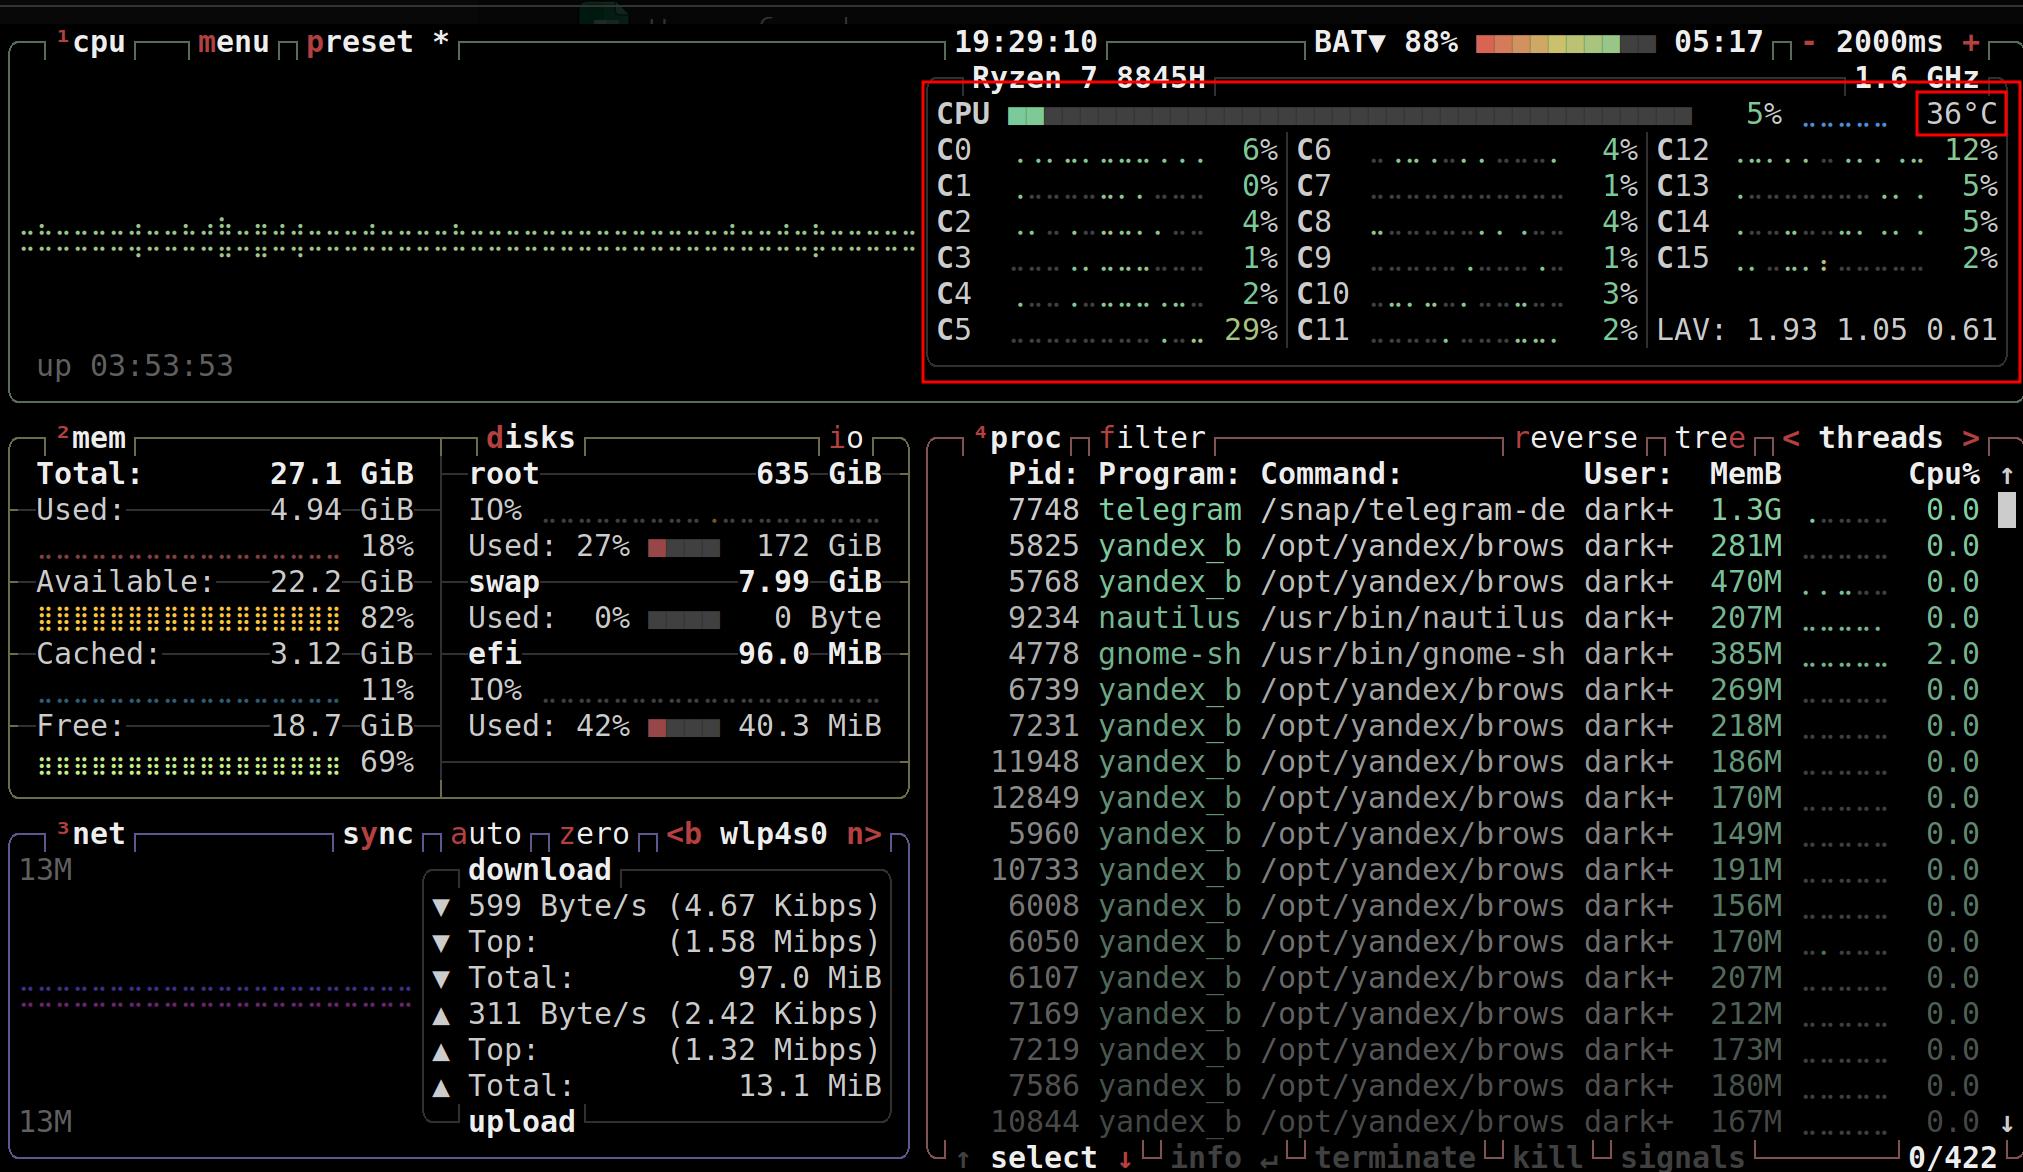 ¹cpu menu preset * 19:29:10 BAT▼ 88% 05:17 - 2000ms +
Ryzen 7 8845H 1.6 GHz
CPU 5% 36°C
C0 6% C6 4% C12 12%
C1 0% C7 1% C13 5%
C2 4% C8 4% C14 5%
C3 1% C9 1% C15 2%
C4 2% C10 3%
C5 29% C11 2% LAV: 1.93 1.05 0.61
up 03:53:53
²mem disks io
Total: 27.1 GiB root 635 GiB
Used: 4.94 GiB IO%
18% Used: 27% 172 GiB
Available: 22.2 GiB swap 7.99 GiB
82% Used: 0% 0 Byte
Cached: 3.12 GiB efi 96.0 MiB
11% IO%
Free: 18.7 GiB Used: 42% 40.3 MiB
69%
³net sync auto zero <b wlp4s0 n>
13M download
▼ 599 Byte/s (4.67 Kibps)
▼ Top: (1.58 Mibps)
▼ Total: 97.0 MiB
▲ 311 Byte/s (2.42 Kibps)
▲ Top: (1.32 Mibps)
▲ Total: 13.1 MiB
13M upload
⁴proc filter reverse tree < threads >
Pid: Program: Command: User: MemB Cpu% ↑
7748 telegram /snap/telegram-de dark+ 1.3G 0.0
5825 yandex_b /opt/yandex/brows dark+ 281M 0.0
5768 yandex_b /opt/yandex/brows dark+ 470M 0.0
9234 nautilus /usr/bin/nautilus dark+ 207M 0.0
4778 gnome-sh /usr/bin/gnome-sh dark+ 385M 2.0
6739 yandex_b /opt/yandex/brows dark+ 269M 0.0
7231 yandex_b /opt/yandex/brows dark+ 218M 0.0
11948 yandex_b /opt/yandex/brows dark+ 186M 0.0
12849 yandex_b /opt/yandex/brows dark+ 170M 0.0
5960 yandex_b /opt/yandex/brows dark+ 149M 0.0
10733 yandex_b /opt/yandex/brows dark+ 191M 0.0
6008 yandex_b /opt/yandex/brows dark+ 156M 0.0
6050 yandex_b /opt/yandex/brows dark+ 170M 0.0
6107 yandex_b /opt/yandex/brows dark+ 207M 0.0
7169 yandex_b /opt/yandex/brows dark+ 212M 0.0
7219 yandex_b /opt/yandex/brows dark+ 173M 0.0
7586 yandex_b /opt/yandex/brows dark+ 180M 0.0
10844 yandex_b /opt/yandex/brows dark+ 167M 0.0 ↓
↑ select ↓ info ↵ terminate kill signals 0/422